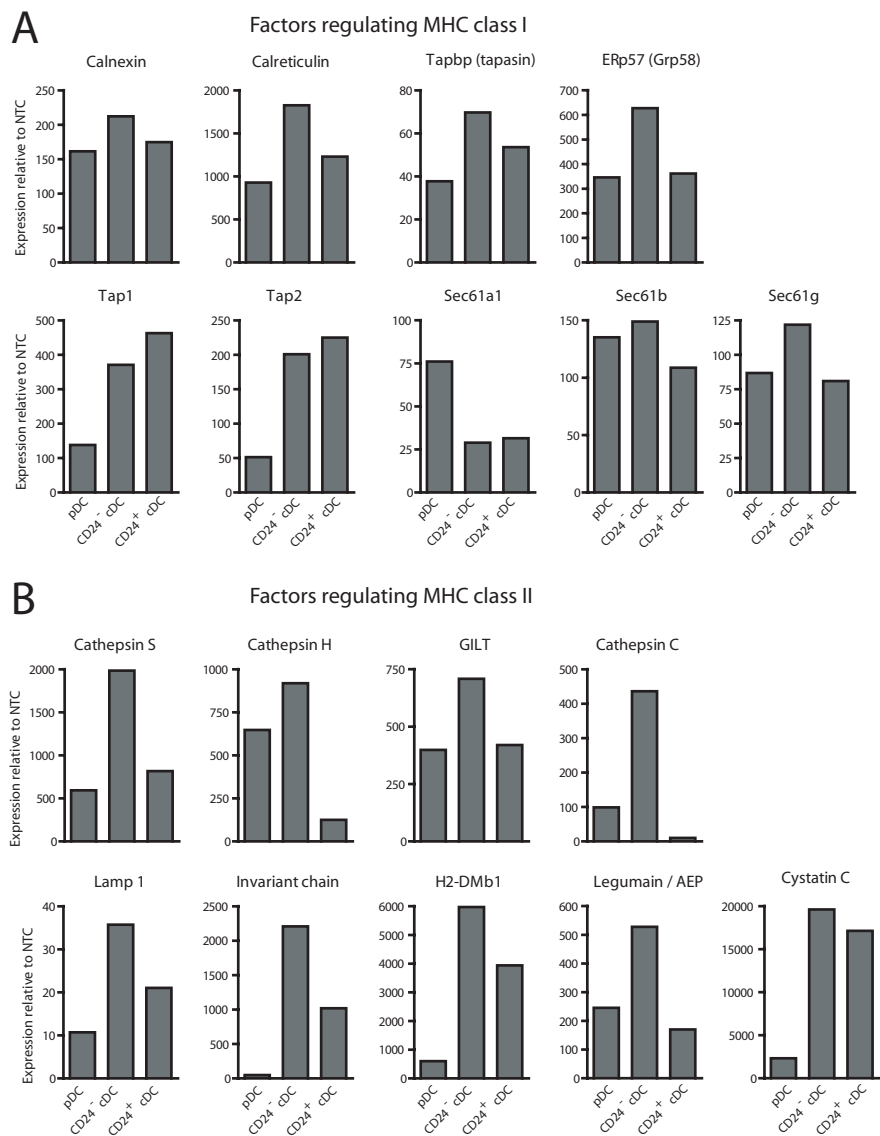 A
Factors regulating MHC class I
Calnexin
Calreticulin
Tapbp (tapasin)
ERp57 (Grp58)
Expression relative to NTC
250
200
150
100
50
0
2000
1500
1000
500
0
80
60
40
20
0
700
600
500
400
300
200
100
0
Tap1
Tap2
Sec61a1
Sec61b
Sec61g
Expression relative to NTC
500
400
300
200
100
0
250
200
150
100
50
0
100
75
50
25
0
150
100
50
0
125
100
75
50
25
0
pDC
CD24- cDC
CD24+ cDC
pDC
CD24- cDC
CD24+ cDC
pDC
CD24- cDC
CD24+ cDC
pDC
CD24- cDC
CD24+ cDC
pDC
CD24- cDC
CD24+ cDC
B
Factors regulating MHC class II
Cathepsin S
Cathepsin H
GILT
Cathepsin C
Expression relative to NTC
2000
1500
1000
500
0
1000
750
500
250
0
750
500
250
0
500
400
300
200
100
0
Lamp 1
Invariant chain
H2-DMb1
Legumain / AEP
Cystatin C
Expression relative to NTC
40
30
20
10
0
2500
2000
1500
1000
500
0
6000
5000
4000
3000
2000
1000
0
600
500
400
300
200
100
0
20000
15000
10000
5000
0
pDC
CD24- cDC
CD24+ cDC
pDC
CD24- cDC
CD24+ cDC
pDC
CD24- cDC
CD24+ cDC
pDC
CD24- cDC
CD24+ cDC
pDC
CD24- cDC
CD24+ cDC